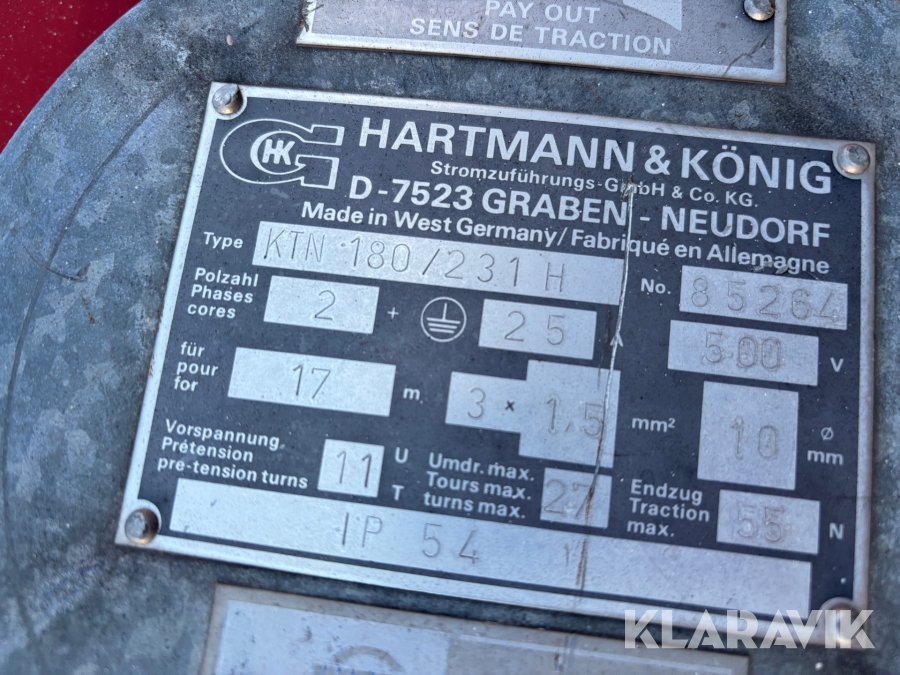 PAY OUT
SENS DE TRACTION
HK HARTMANN & KÖNIG
Stromzuführungs-GmbH & Co. KG.
D-7523 GRABEN - NEUDORF
Made in West Germany/Fabriqué en Allemagne
Type KTN 180/231 H No. 85264
Polzahl
Phases
cores 2 + 25 A 500 V
für
pour
for 17 m 3 x 1,5 mm² 10 ø mm
Vorspannung
Prétension
pre-tension turns 11 U T
Umdr. max.
Tours max.
turns max. 27
Endzug
Traction
max. 55 N
IP 54
KLARAVIK